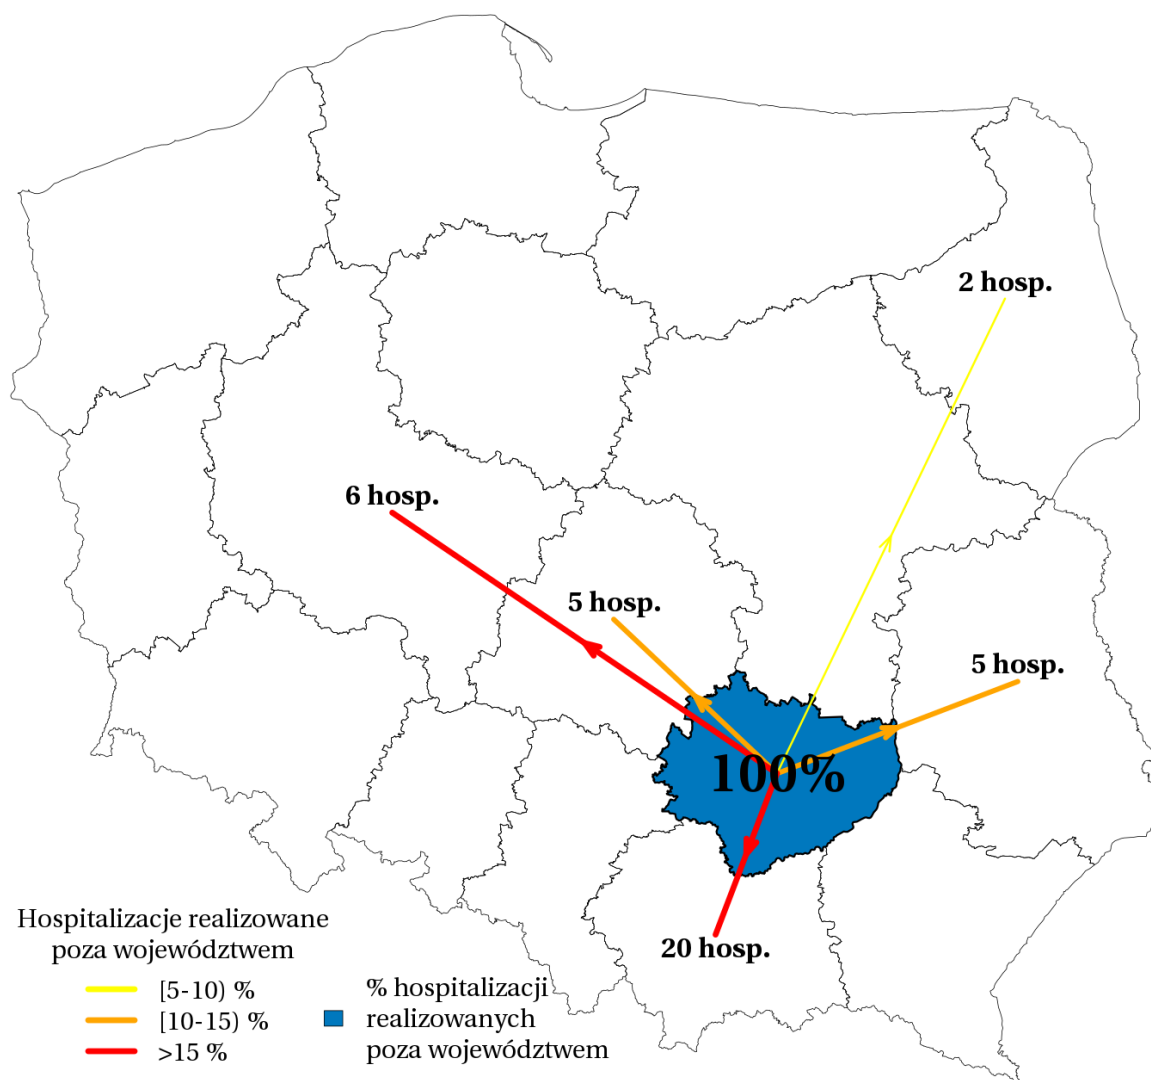 2 hosp.
6 hosp.
5 hosp.
5 hosp.
100%
20 hosp.
Hospitalizacje realizowane
poza województwem
[5-10) %
[10-15) %
>15 %
% hospitalizacji
realizowanych
poza województwem